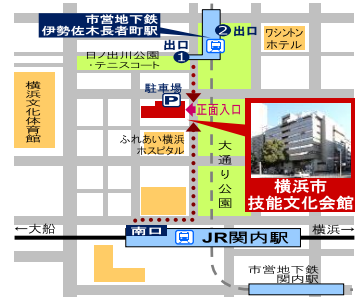 市営地下鉄
伊勢佐木長者町駅
②出口
出口
①
ワシントン
ホテル
日ノ出川公園
・テニスコート
駐車場
P
正面入口
横浜文化体育館
ふれあい横浜
ホスピタル
大通り公園
横浜市
技能文化会館
←大船
南口
JR関内駅
横浜→
市営地下鉄
関内駅